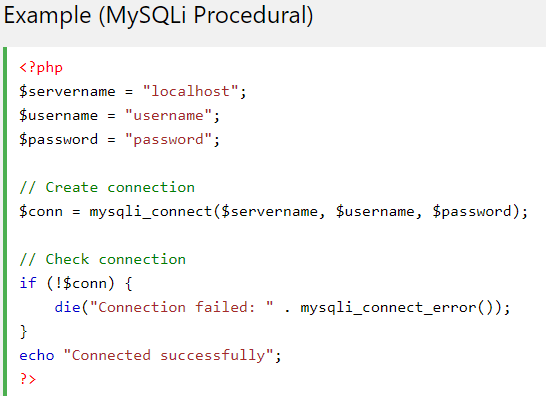 Example (MySQLi Procedural)
<?php
$servername = "localhost";
$username = "username";
$password = "password";
// Create connection
$conn = mysqli_connect($servername, $username, $password);
// Check connection
if (!$conn) {
    die("Connection failed: " . mysqli_connect_error());
}
echo "Connected successfully";
?>